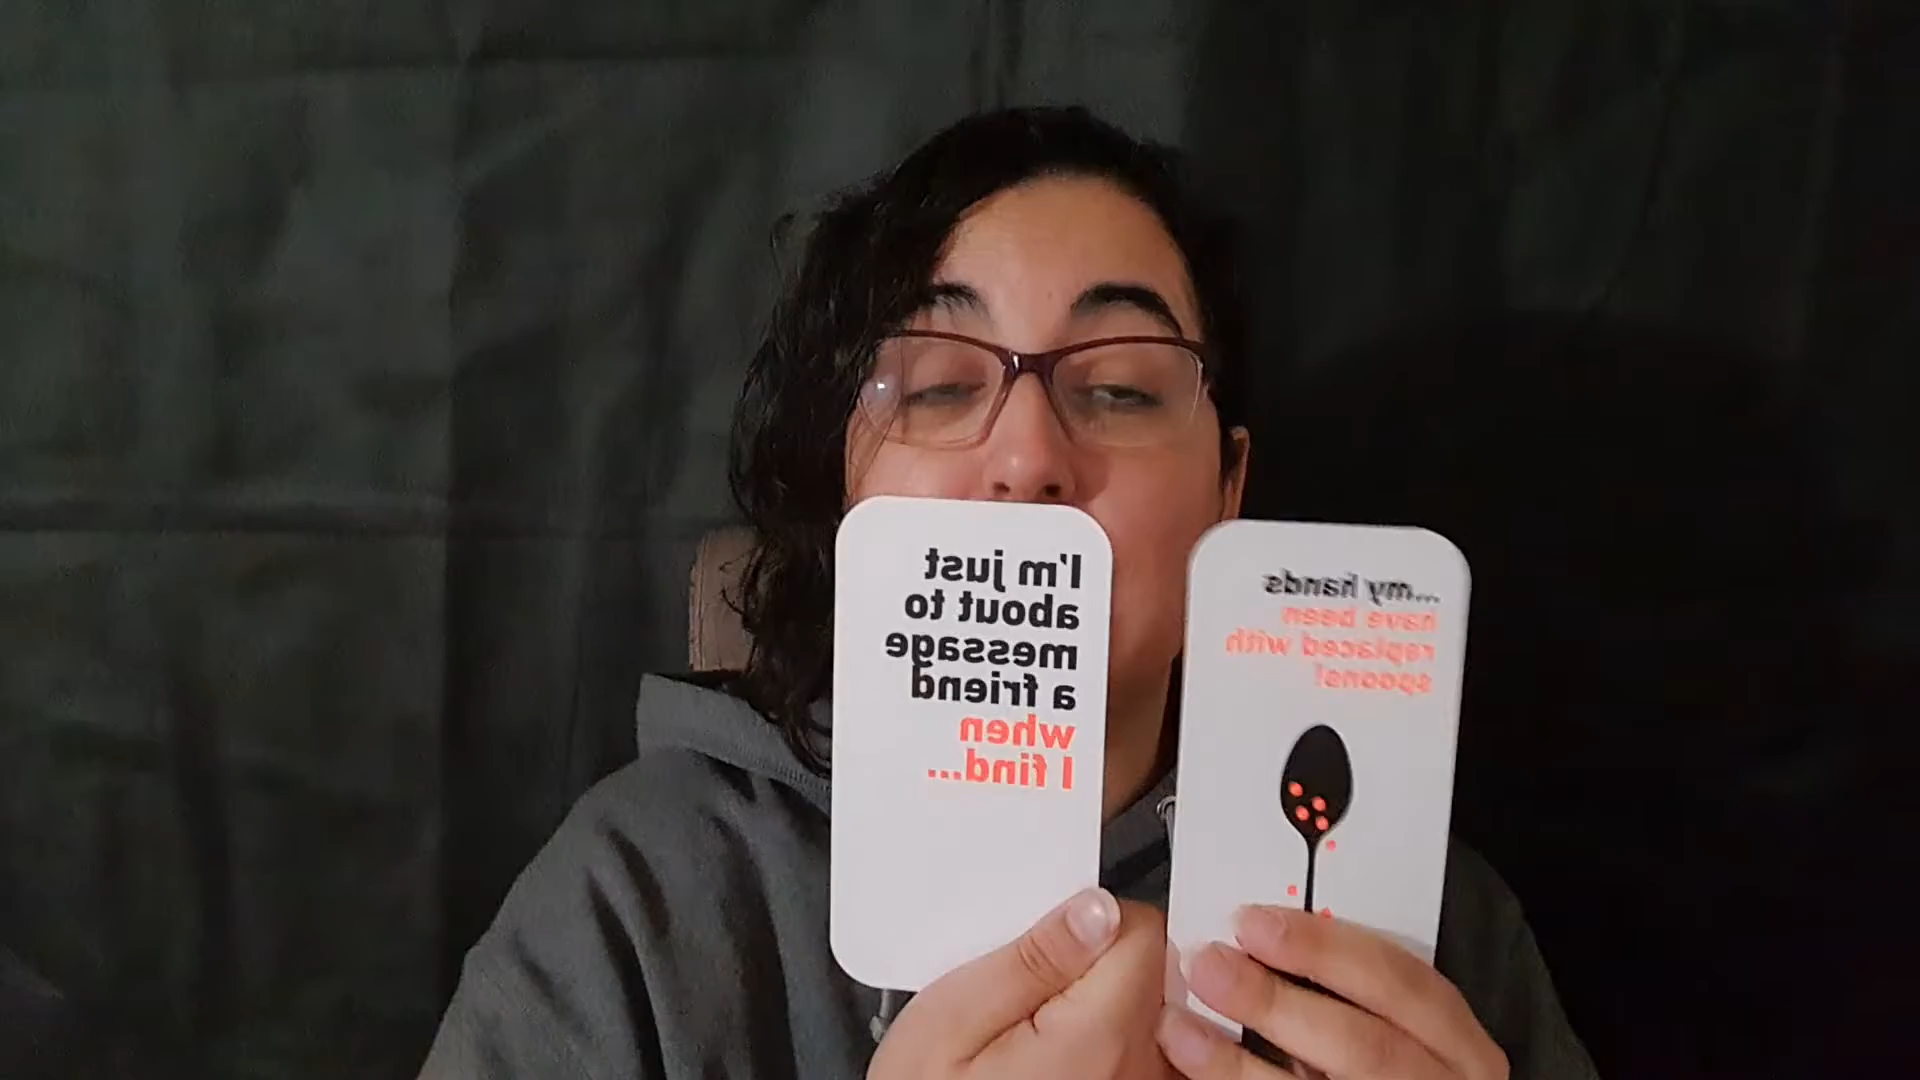 I'm just
about to
message
a friend
when
I find...
...my hands
have been
replaced with
spoons!